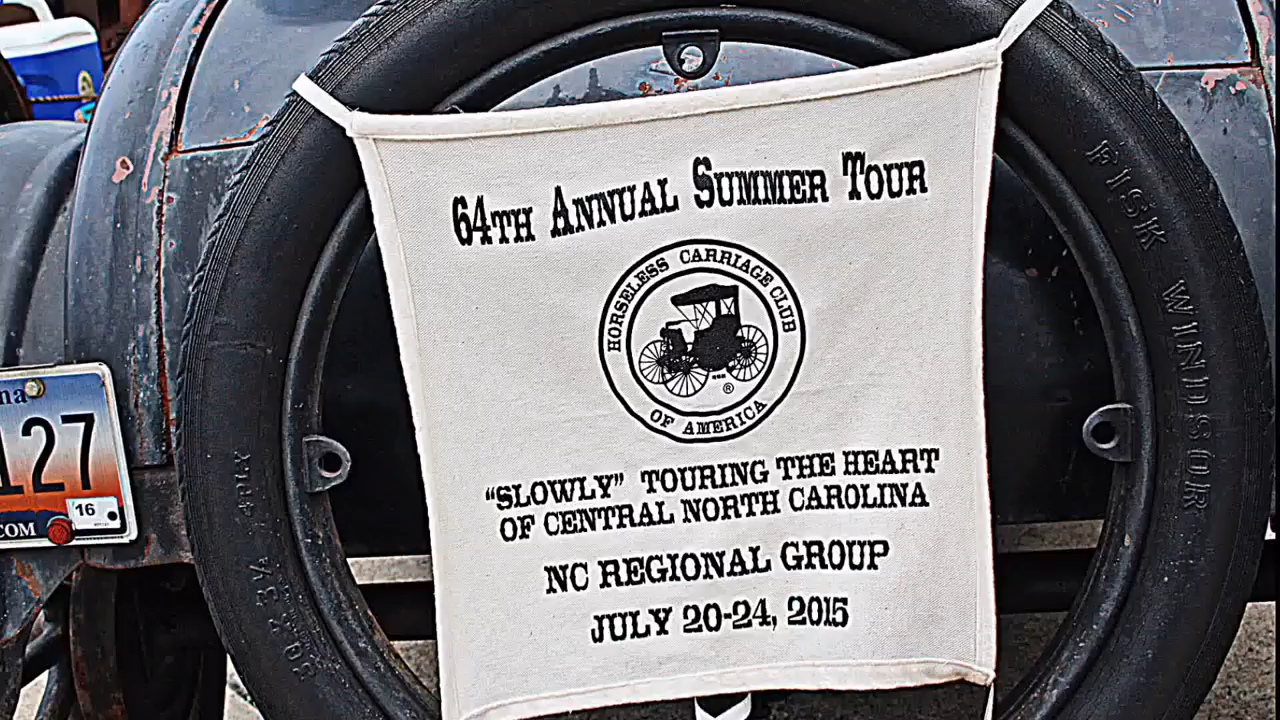 64TH ANNUAL SUMMER TOUR
HORSELESS CARRIAGE CLUB
OF AMERICA
®
"SLOWLY" TOURING THE HEART
OF CENTRAL NORTH CAROLINA
NC REGIONAL GROUP
JULY 20-24, 2015
FISK WINDSOR
na
127
16
COM